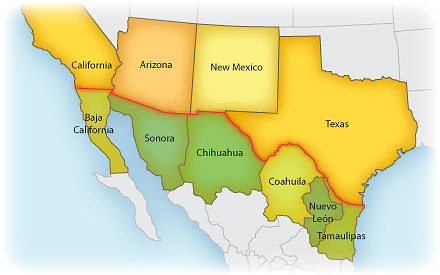 California
Arizona
New Mexico
Texas
Baja
California
Sonora
Chihuahua
Coahuila
Nuevo
León
Tamaulipas